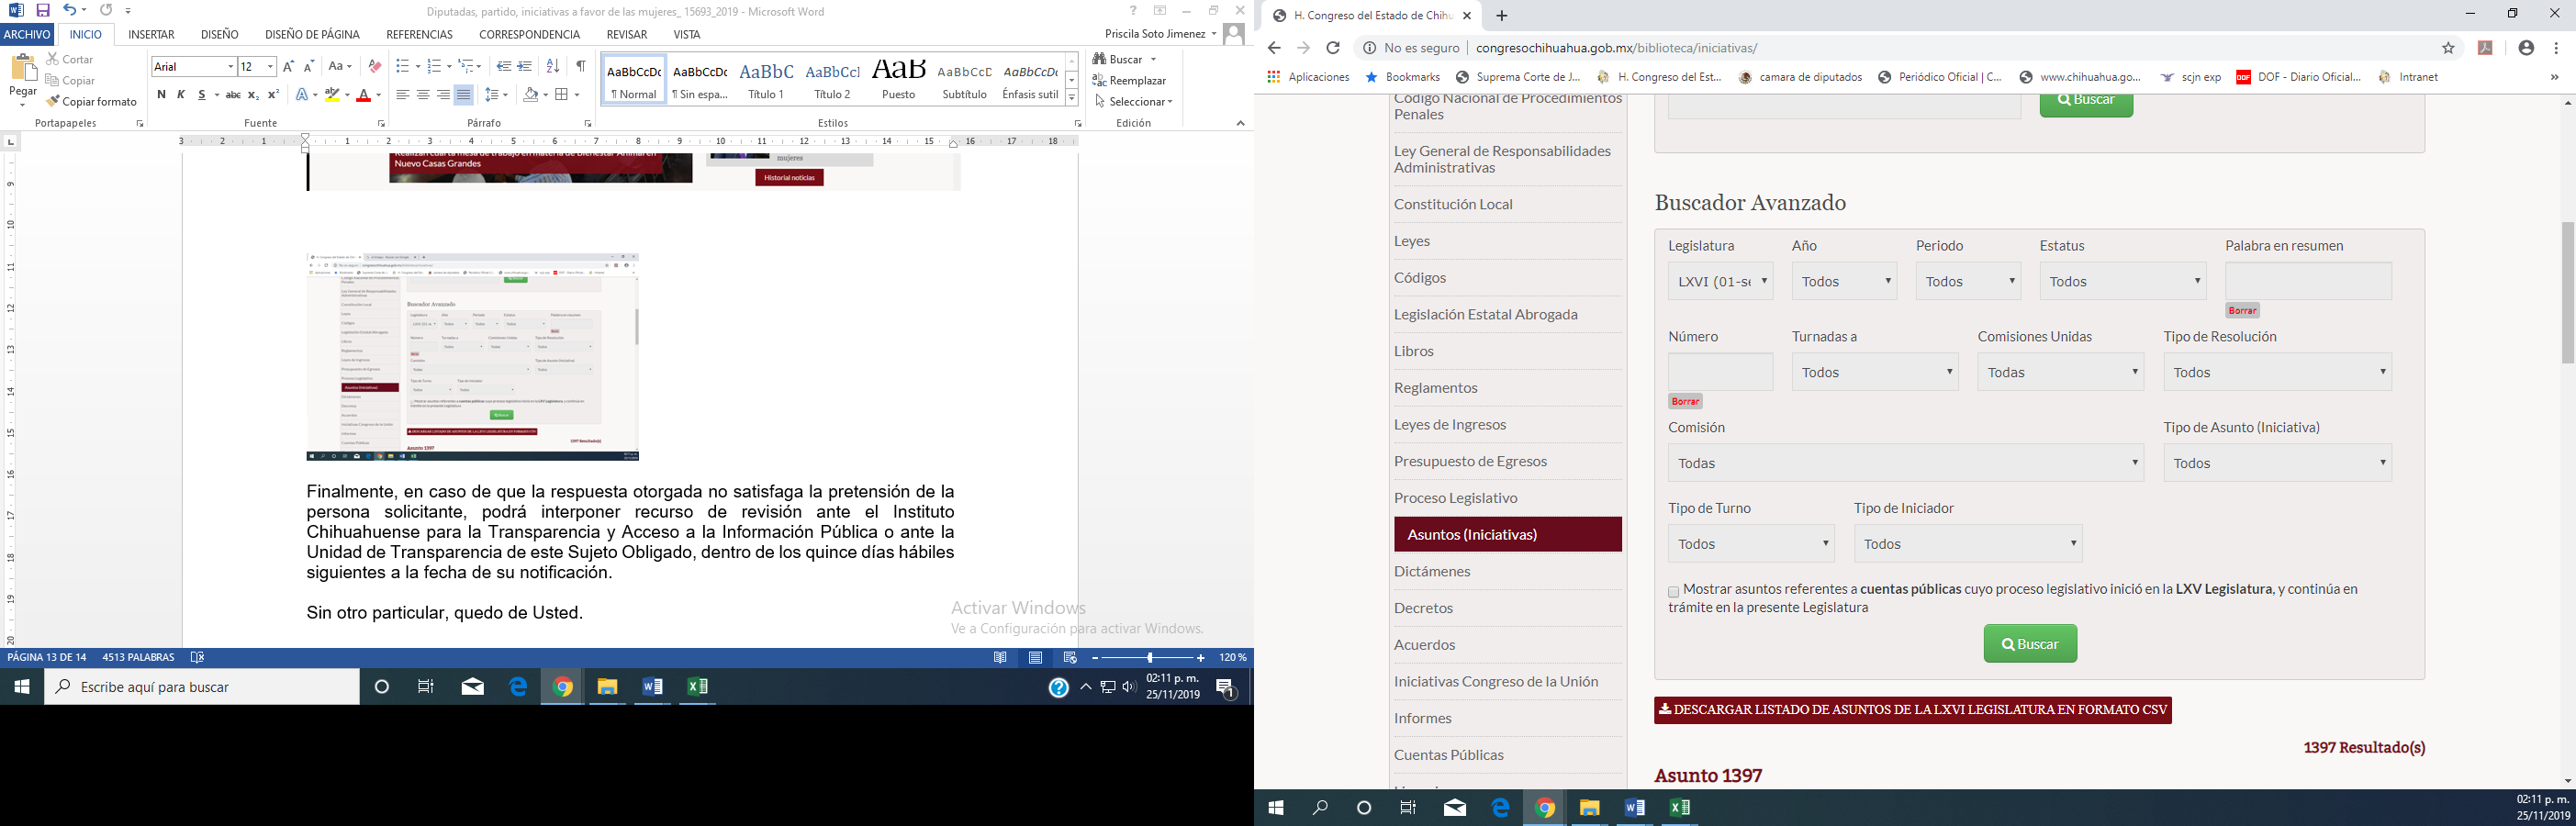 Diputadas, partido, iniciativas a favor de las mujeres_ 15693_2019 - Microsoft Word
ARCHIVO INICIO INSERTAR DISEÑO DISEÑO DE PÁGINA REFERENCIAS CORRESPONDENCIA REVISAR VISTA
Priscila Soto Jimenez
Pegar
Cortar
Copiar
Copiar formato
Portapapeles
Arial 12
Fuente
Párrafo
AaBbCcDc AaBbCcDc AaBbC AaBbCcI AaB AaBbCcD AaBbCcDc
¶ Normal ¶ Sin espa... Título 1 Título 2 Puesto Subtítulo Énfasis sutil
Estilos
Buscar
Reemplazar
Seleccionar
Edición
Nuevo Casas Grandes
mujeres
Historial noticias
Buscador Avanzado
1397 Resultado(s)
Asunto 1397
Finalmente, en caso de que la respuesta otorgada no satisfaga la pretensión de la
persona solicitante, podrá interponer recurso de revisión ante el Instituto
Chihuahuense para la Transparencia y Acceso a la Información Pública o ante la
Unidad de Transparencia de este Sujeto Obligado, dentro de los quince días hábiles
siguientes a la fecha de su notificación.
Sin otro particular, quedo de Usted.
Activar Windows
Ve a Configuración para activar Windows.
PÁGINA 13 DE 14 4513 PALABRAS 120 %
Escribe aquí para buscar
02:11 p. m.
25/11/2019
H. Congreso del Estado de Chihu
No es seguro | congresochihuahua.gob.mx/biblioteca/iniciativas/
Aplicaciones Bookmarks Suprema Corte de J... H. Congreso del Est... camara de diputados Periódico Oficial | C... www.chihuahua.go... scjn exp DOF - Diario Oficial... Intranet
Código Nacional de Procedimientos
Penales
Ley General de Responsabilidades
Administrativas
Constitución Local
Leyes
Códigos
Legislación Estatal Abrogada
Libros
Reglamentos
Leyes de Ingresos
Presupuesto de Egresos
Proceso Legislativo
Asuntos (Iniciativas)
Dictámenes
Decretos
Acuerdos
Iniciativas Congreso de la Unión
Informes
Cuentas Públicas
Buscar
Buscador Avanzado
Legislatura Año Periodo Estatus Palabra en resumen
LXVI (01-se Todos Todos Todos
Borrar
Número Turnadas a Comisiones Unidas Tipo de Resolución
Todos Todas Todos
Borrar
Comisión Tipo de Asunto (Iniciativa)
Todas Todos
Tipo de Turno Tipo de Iniciador
Todos Todos
Mostrar asuntos referentes a cuentas públicas cuyo proceso legislativo inició en la LXV Legislatura, y continúa en
trámite en la presente Legislatura
Buscar
DESCARGAR LISTADO DE ASUNTOS DE LA LXVI LEGISLATURA EN FORMATO CSV
1397 Resultado(s)
Asunto 1397
02:11 p. m.
25/11/2019